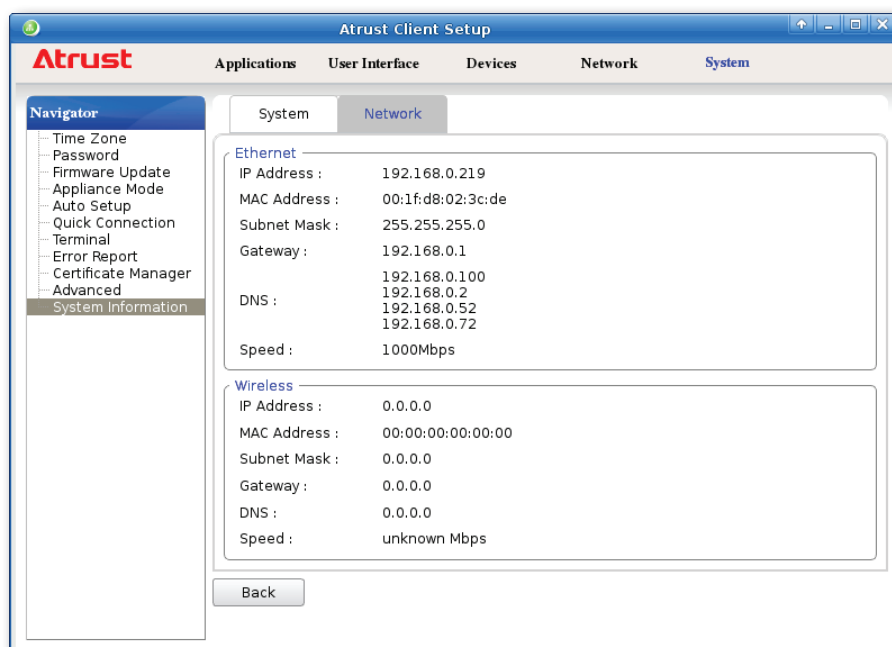 Atrust Client Setup
Atrust
Applications User Interface Devices Network System
Navigator
Time Zone
Password
Firmware Update
Appliance Mode
Auto Setup
Quick Connection
Terminal
Error Report
Certificate Manager
Advanced
System Information
System Network
Ethernet
IP Address : 192.168.0.219
MAC Address : 00:1f:d8:02:3c:de
Subnet Mask : 255.255.255.0
Gateway : 192.168.0.1
DNS :
192.168.0.100
192.168.0.2
192.168.0.52
192.168.0.72
Speed : 1000Mbps
Wireless
IP Address : 0.0.0.0
MAC Address : 00:00:00:00:00:00
Subnet Mask : 0.0.0.0
Gateway : 0.0.0.0
DNS : 0.0.0.0
Speed : unknown Mbps
Back